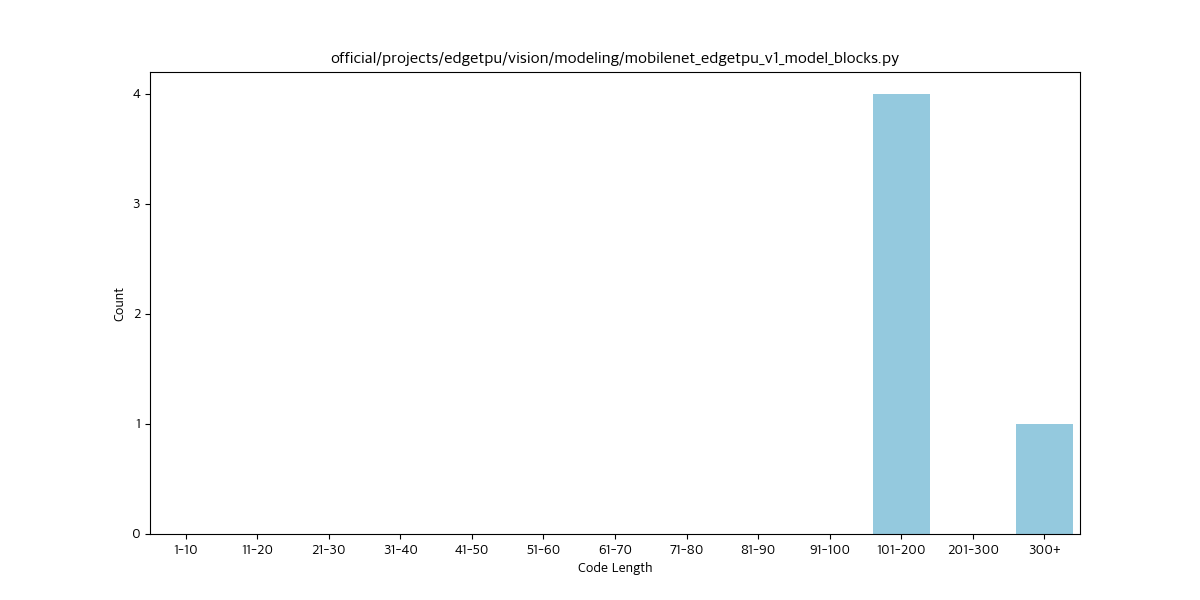 official/projects/edgetpu/vision/modeling/mobilenet_edgetpu_v1_model_blocks.py
4
3
2
1
0
Count
1-10 11-20 21-30 31-40 41-50 51-60 61-70 71-80 81-90 91-100 101-200 201-300 300+
Code Length